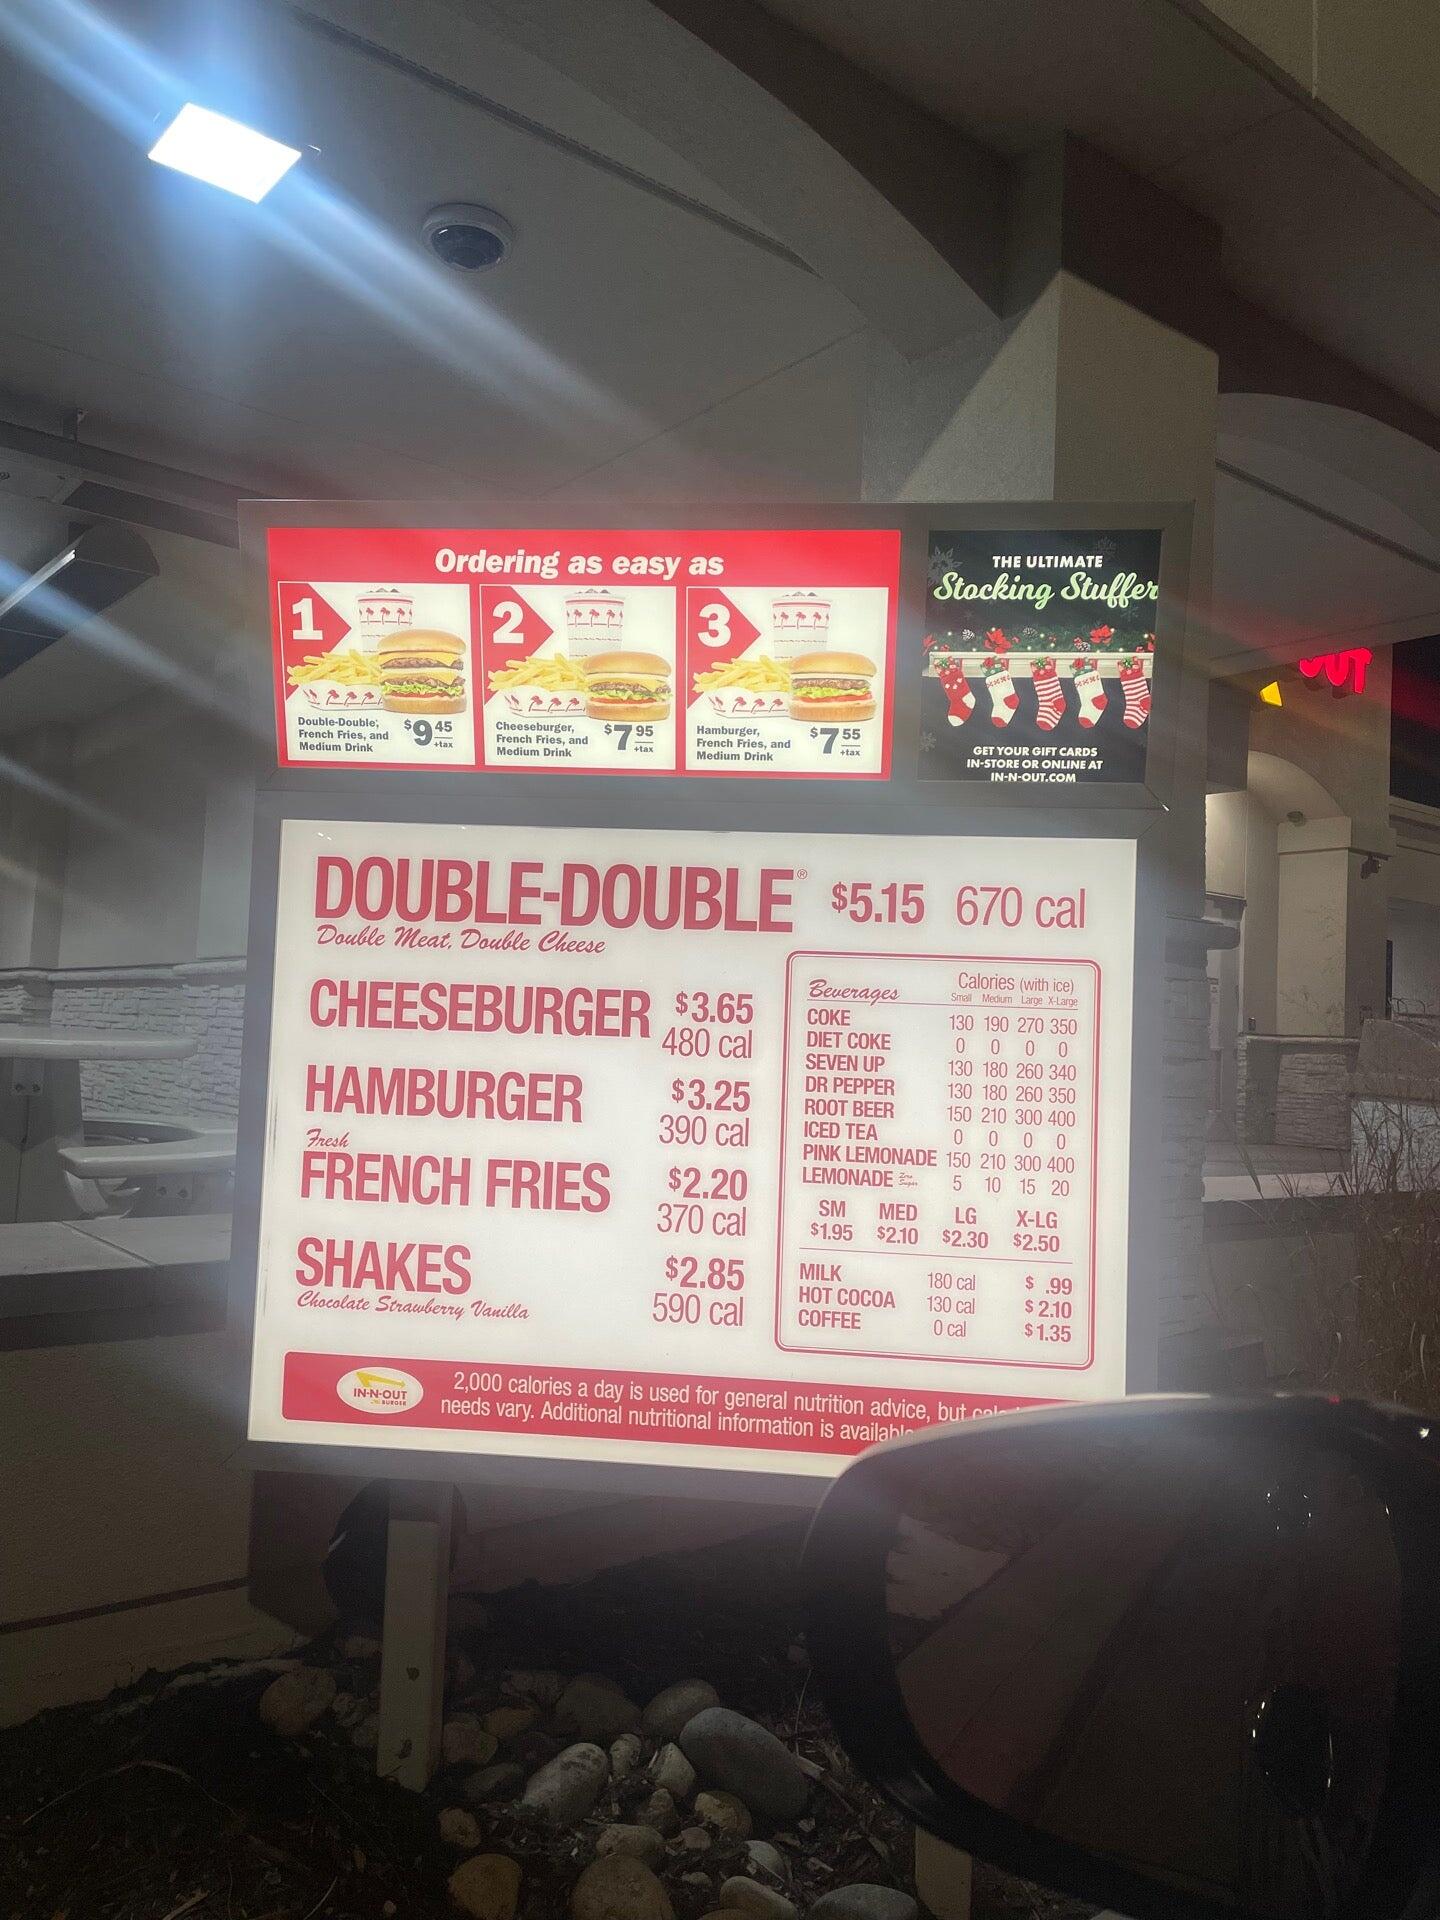 Ordering as easy as
1
Double-Double®,
French Fries, and
Medium Drink
$9 45
+tax
2
Cheeseburger,
French Fries, and
Medium Drink
$7 95
+tax
3
Hamburger,
French Fries, and
Medium Drink
$7 55
+tax
THE ULTIMATE
Stocking Stuffer
GET YOUR GIFT CARDS
IN-STORE OR ONLINE AT
IN-N-OUT.COM
OUT
DOUBLE-DOUBLE® $5.15 670 cal
Double Meat, Double Cheese
CHEESEBURGER $3.65
480 cal
HAMBURGER $3.25
390 cal
Fresh
FRENCH FRIES $2.20
370 cal
SHAKES $2.85
Chocolate Strawberry Vanilla 590 cal
Beverages Calories (with ice)
Small Medium Large X-Large
COKE 130 190 270 350
DIET COKE 0 0 0 0
SEVEN UP 130 180 260 340
DR PEPPER 130 180 260 350
ROOT BEER 150 210 300 400
ICED TEA 0 0 0 0
PINK LEMONADE 150 210 300 400
LEMONADE Zero Sugar 5 10 15 20
SM MED LG X-LG
$1.95 $2.10 $2.30 $2.50
MILK 180 cal $ .99
HOT COCOA 130 cal $ 2.10
COFFEE 0 cal $ 1.35
IN-N-OUT
BURGER
2,000 calories a day is used for general nutrition advice, but
needs vary. Additional nutritional information is available